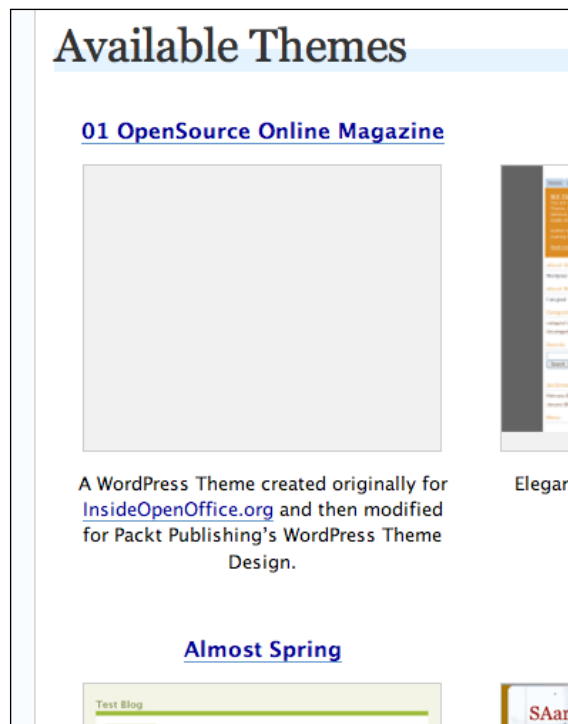 Available Themes
01 OpenSource Online Magazine
A WordPress Theme created originally for
InsideOpenOffice.org and then modified
for Packt Publishing’s WordPress Theme
Design.
Elegan
Almost Spring
Test Blog
SAar